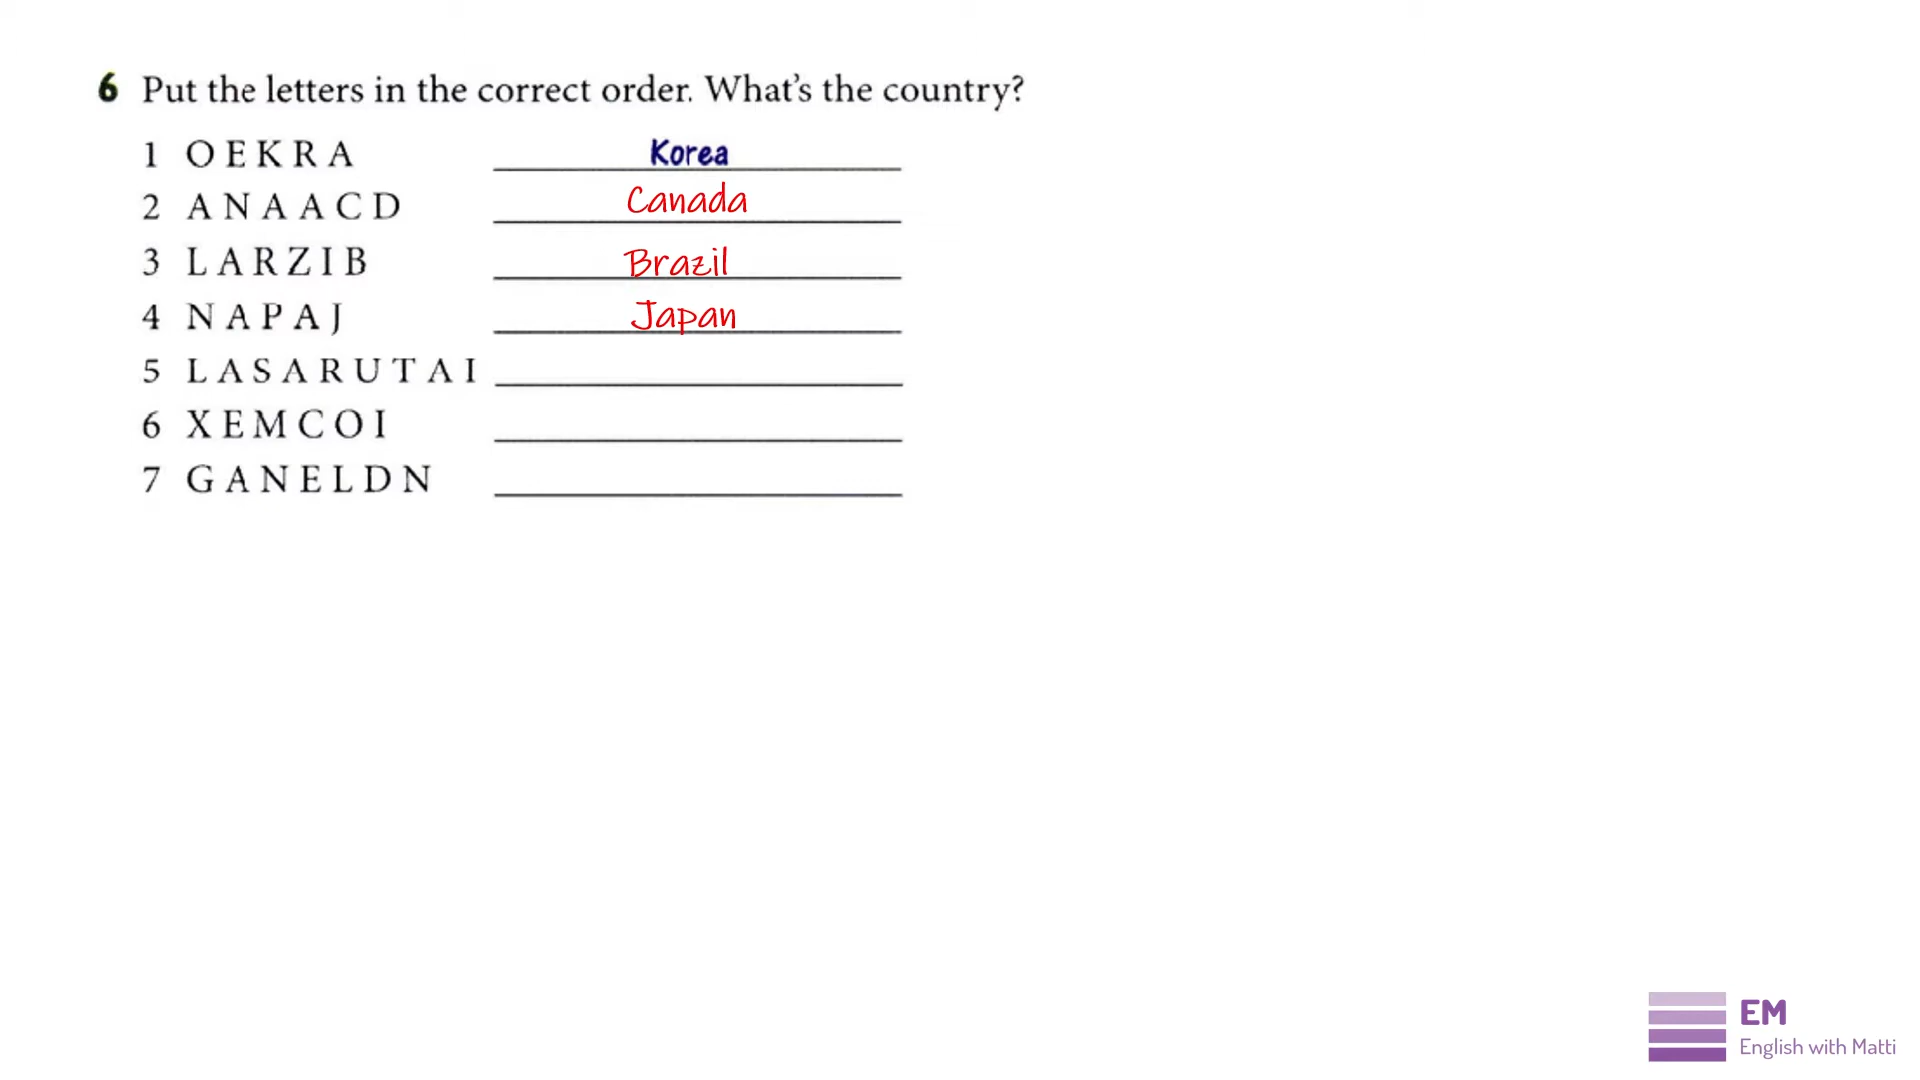 6 Put the letters in the correct order. What's the country?
1 O E K R A Korea
2 A N A A C D Canada
3 L A R Z I B Brazil
4 N A P A J Japan
5 L A S A R U T A I
6 X E M C O I
7 G A N E L D N
EM
English with Matti